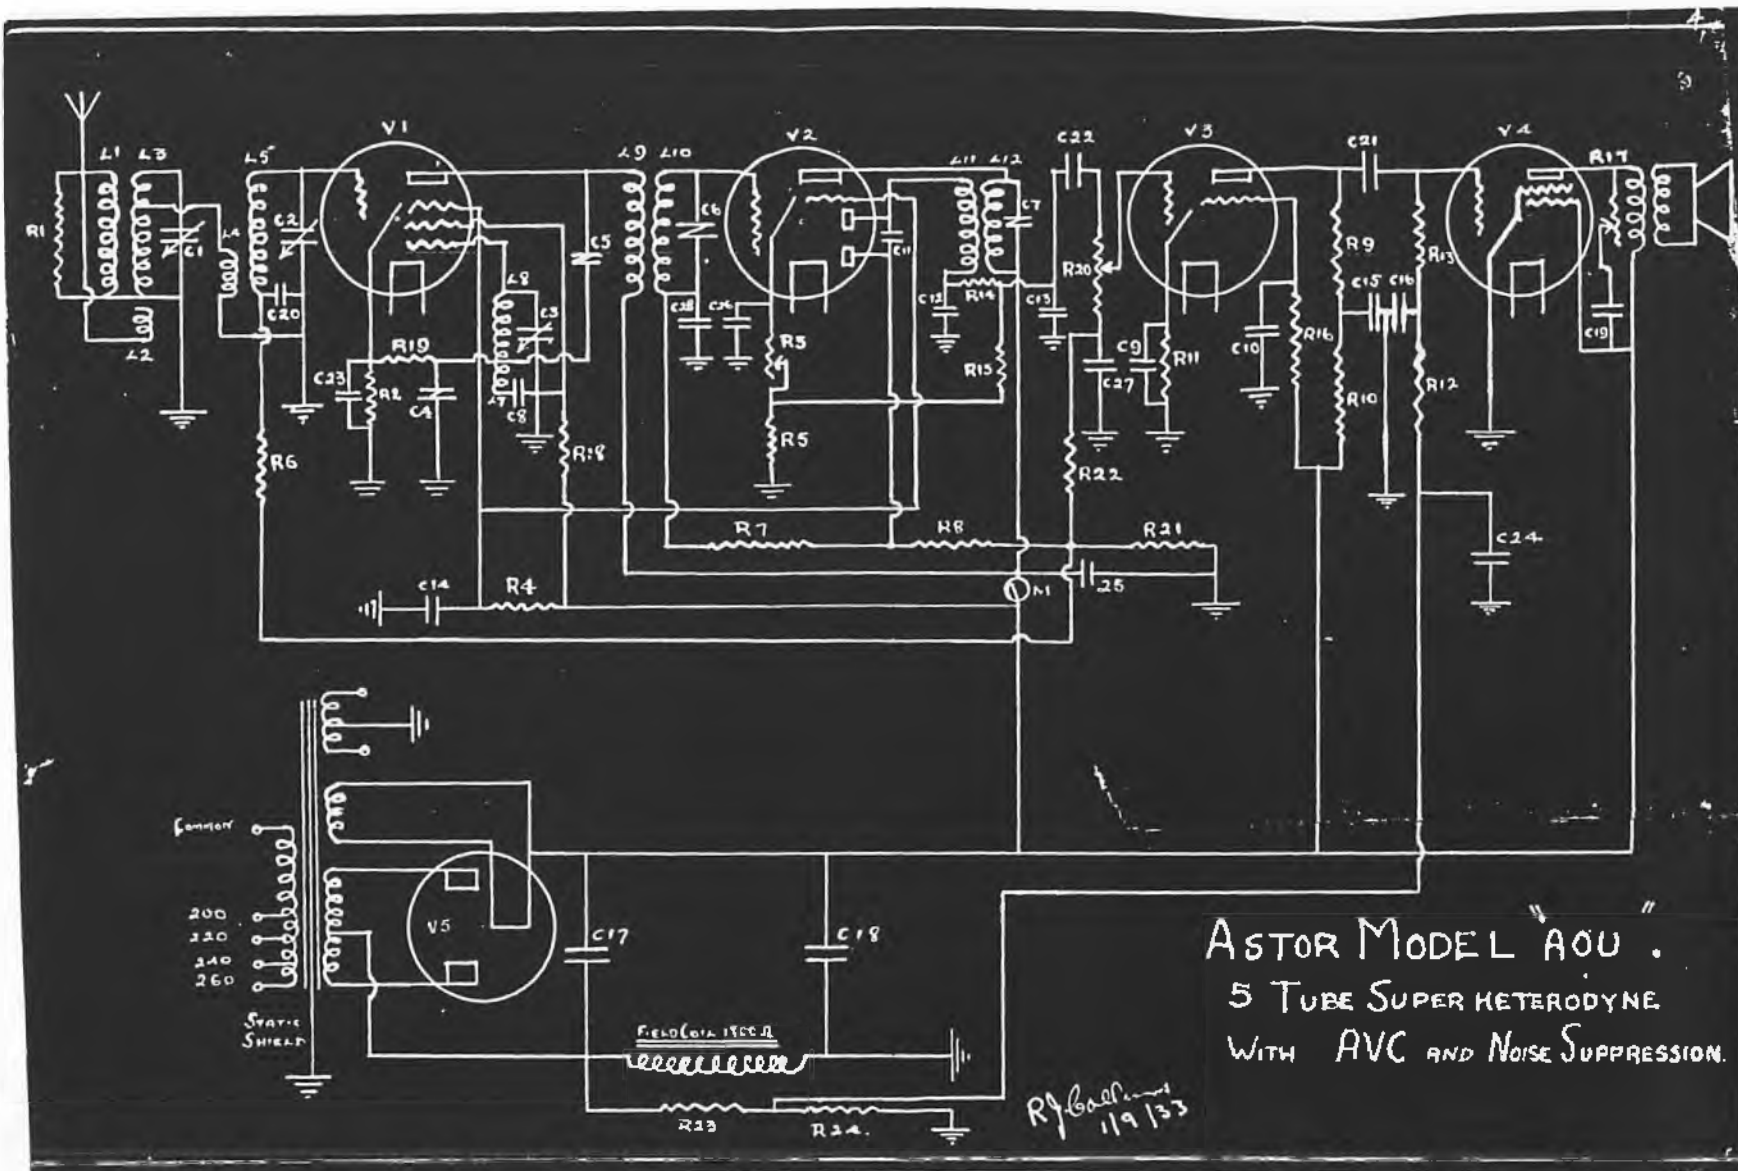 V1
V2
V3
V4
C22
C21
L1
L3
L5
L9
L10
L11
L12
R17
R1
C1
L4
C2
C5
C6
C11
C7
R20
R9
R13
L8
C3
C20
L2
R19
C23
R2
C4
L7
C8
C28
C26
R3
C12
R14
C13
R15
C27
C9
R11
C10
R16
C15
C16
C19
R10
R12
R6
R18
R5
R22
R7
R8
R21
C24
C14
R4
M
25
Common
200
220
240
260
Static
Shield
V5
C17
C18
Field Coil
R23
R24.
Astor Model "AOU".
5 Tube Super heterodyne
With AVC and Noise Suppression.
1/9/33